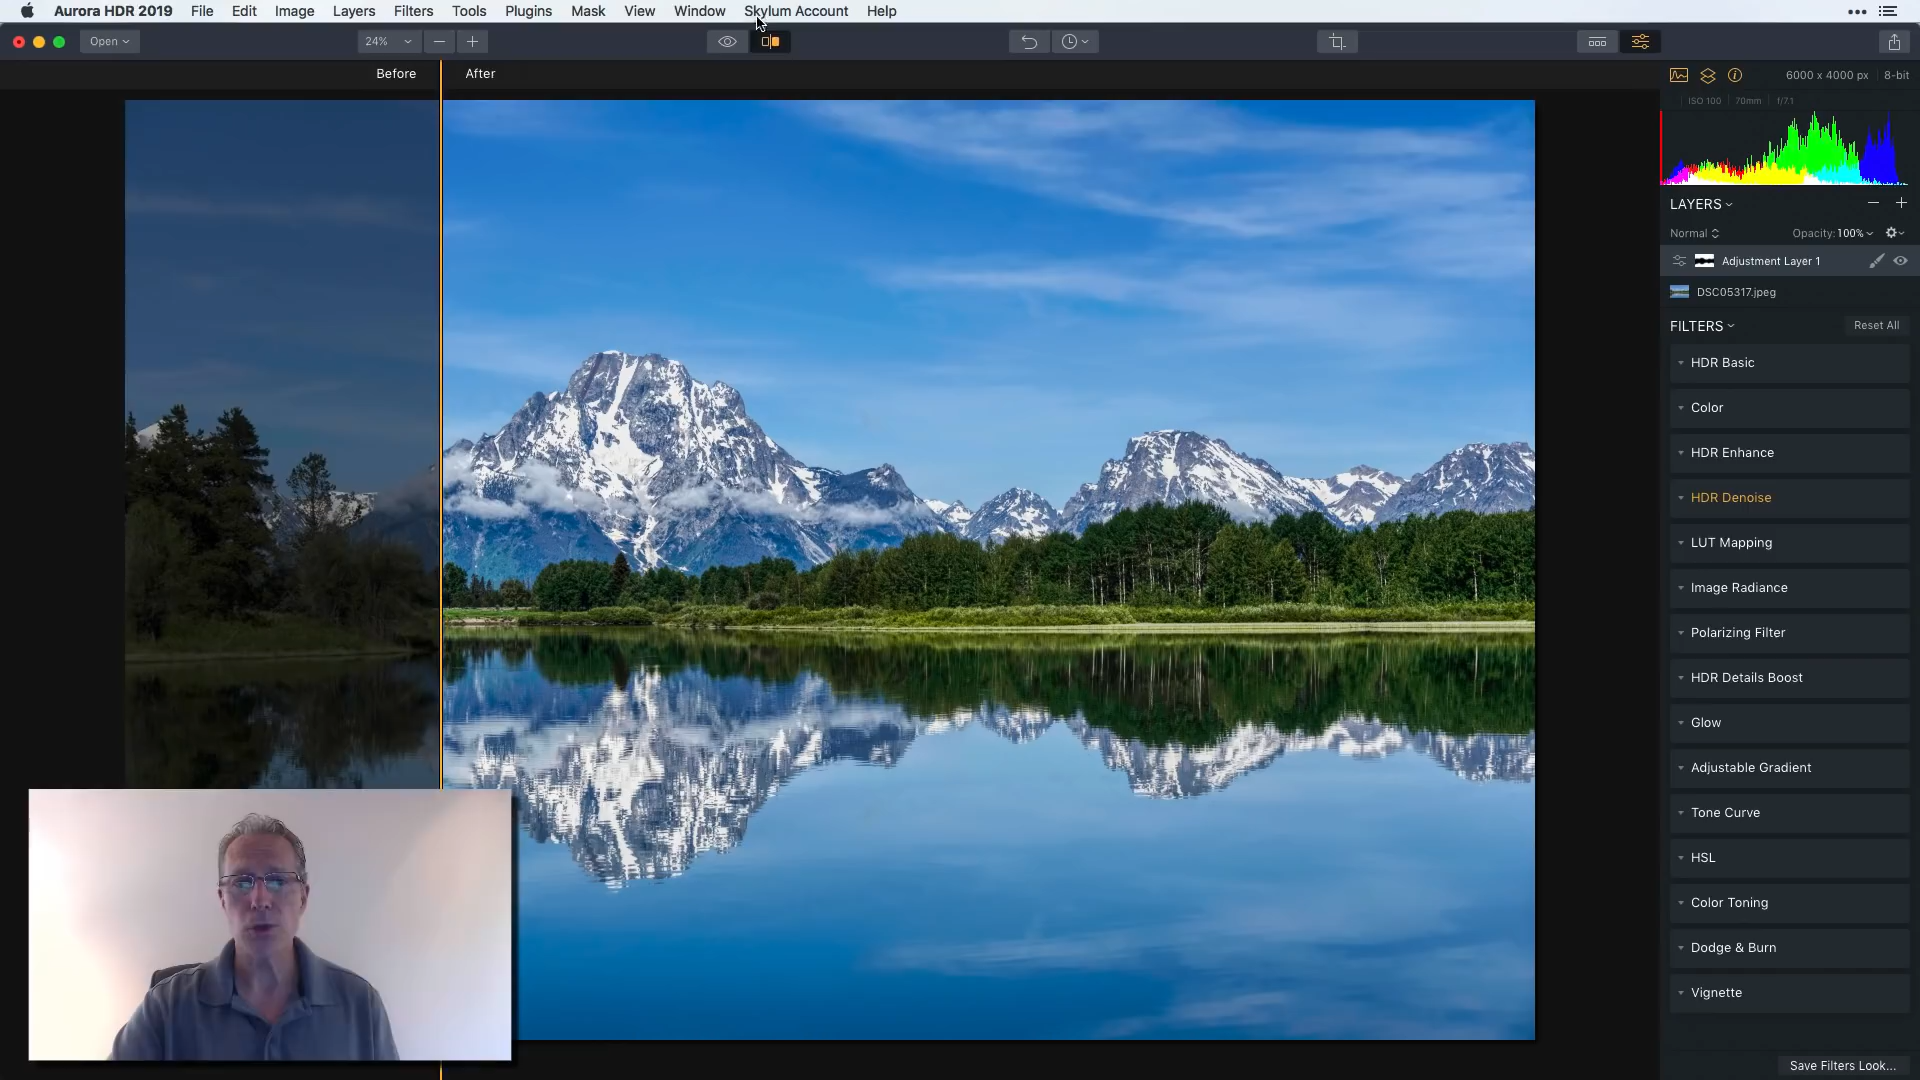 Aurora HDR 2019 File Edit Image Layers Filters Tools Plugins Mask View Window Skylum Account Help
Open 24%
Before After
6000 x 4000 px 8-bit
ISO 100 70mm f/7.1
LAYERS
Normal Opacity: 100%
Adjustment Layer 1
DSC05317.jpeg
FILTERS Reset All
HDR Basic
Color
HDR Enhance
HDR Denoise
LUT Mapping
Image Radiance
Polarizing Filter
HDR Details Boost
Glow
Adjustable Gradient
Tone Curve
HSL
Color Toning
Dodge & Burn
Vignette
Save Filters Look...